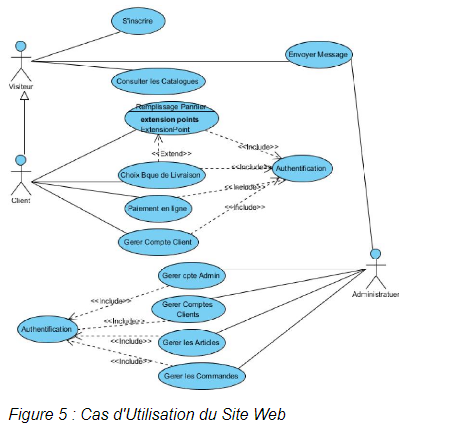 S'inscrire
Envoyer Message
Visiteur
Consulter les Catalogues
Remplissage Pannier
extension points
ExtensionPoint
<<Include>>
<<Extend>>
<<Include>>
Choix Bque de Livraison
Authentification
<<Include>>
Client
Paiement en ligne
<<Include>>
Gerer Compte Client
Gerer cpte Admin
Administratuer
<<Include>>
Gerer Comptes
Clients
<<Include>>
Authentification
<<Include>>
Gerer les Articles
<<Include>>
Gerer les Commandes
Figure 5 : Cas d'Utilisation du Site Web